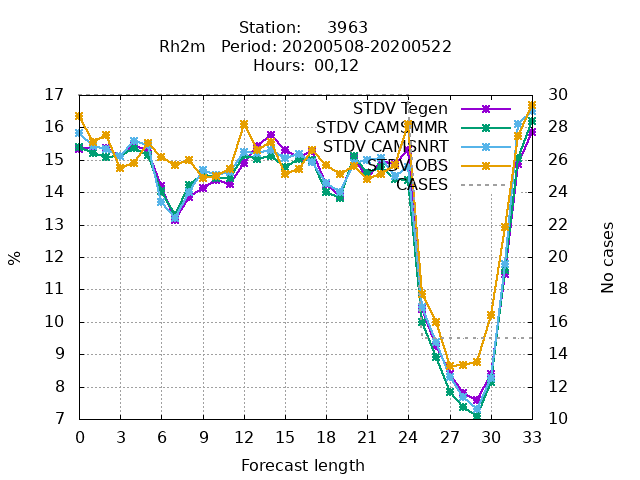 Station:     3963
Rh2m   Period: 20200508-20200522
Hours:  00,12
STDV Tegen
STDV CAMSMMR
STDV CAMSNRT
STDV OBS
CASES
17
16
15
14
13
12
11
10
9
8
7
%
30
28
26
24
22
20
18
16
14
12
10
No cases
0 3 6 9 12 15 18 21 24 27 30 33
Forecast length